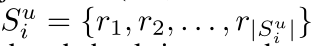 $S_i^u = \{r_1, r_2, \ldots, r_{|S_i^u|}\}$